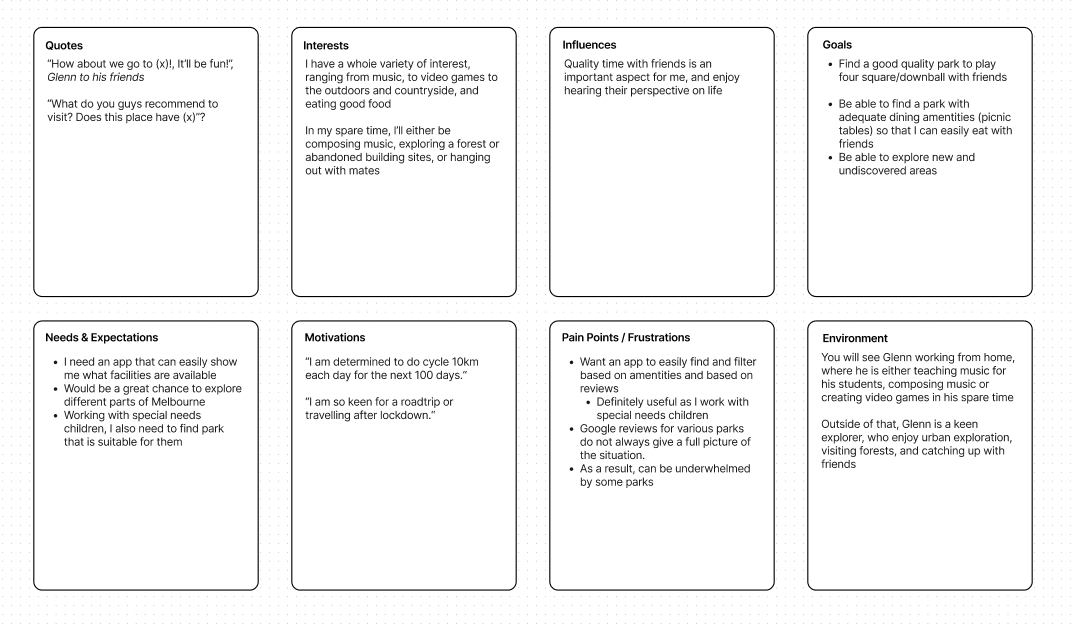 Quotes
"How about we go to (x)!, It'll be fun!",
Glenn to his friends
"What do you guys recommend to
visit? Does this place have (x)"?
Interests
I have a whole variety of interest,
ranging from music, to video games to
the outdoors and countryside, and
eating good food
In my spare time, I'll either be
composing music, exploring a forest or
abandoned building sites, or hanging
out with mates
Influences
Quality time with friends is an
important aspect for me, and enjoy
hearing their perspective on life
Goals
• Find a good quality park to play
four square/downball with friends
• Be able to find a park with
adequate dining amentities (picnic
tables) so that I can easily eat with
friends
• Be able to explore new and
undiscovered areas
Needs & Expectations
• I need an app that can easily show
me what facilities are available
• Would be a great chance to explore
different parts of Melbourne
• Working with special needs
children, I also need to find park
that is suitable for them
Motivations
"I am determined to do cycle 10km
each day for the next 100 days."
"I am so keen for a roadtrip or
travelling after lockdown."
Pain Points / Frustrations
• Want an app to easily find and filter
based on amentities and based on
reviews
• Definitely useful as I work with
special needs children
• Google reviews for various parks
do not always give a full picture of
the situation.
• As a result, can be underwhelmed
by some parks
Environment
You will see Glenn working from home,
where he is either teaching music for
his students, composing music or
creating video games in his spare time
Outside of that, Glenn is a keen
explorer, who enjoy urban exploration,
visiting forests, and catching up with
friends